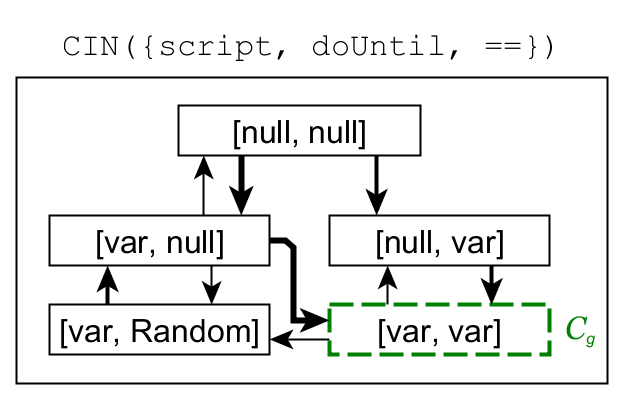 CIN({script, doUntil, ==})
[null, null]
[var, null]
[null, var]
[var, Random]
[var, var]
Cg